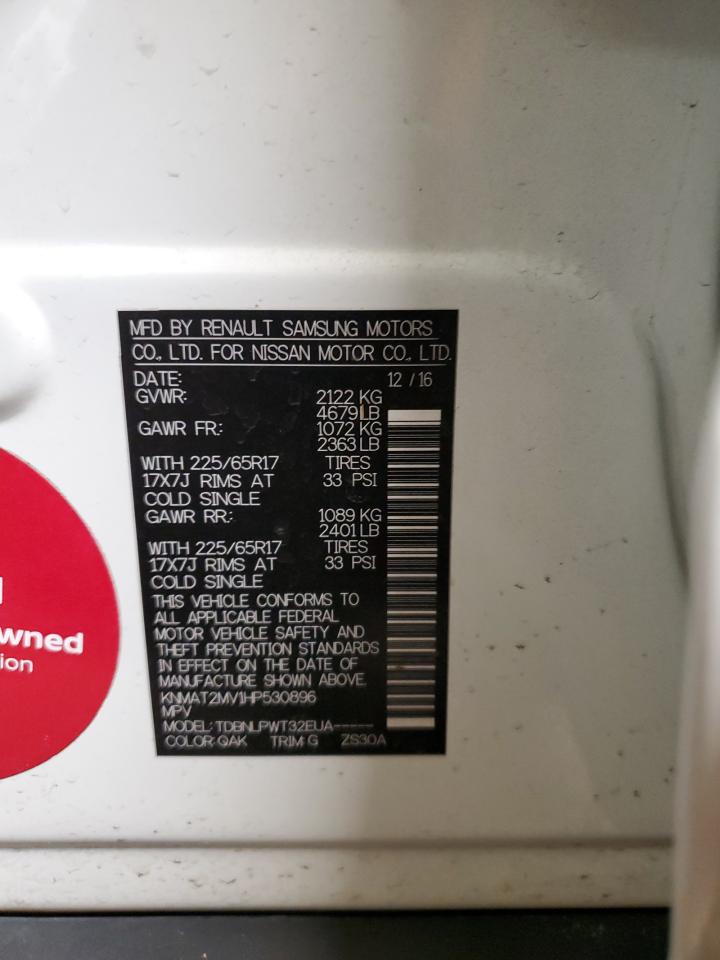 MFD BY RENAULT SAMSUNG MOTORS
CO., LTD. FOR NISSAN MOTOR CO., LTD.
DATE: 12 / 16
GVWR: 2122 KG
4679 LB
GAWR FR: 1072 KG
2363 LB
WITH 225/65R17 TIRES
17X7J RIMS AT 33 PSI
COLD SINGLE
GAWR RR: 1089 KG
2401 LB
WITH 225/65R17 TIRES
17X7J RIMS AT 33 PSI
COLD SINGLE
THIS VEHICLE CONFORMS TO
ALL APPLICABLE FEDERAL
MOTOR VEHICLE SAFETY AND
THEFT PREVENTION STANDARDS
IN EFFECT ON THE DATE OF
MANUFACTURE SHOWN ABOVE.
KNMAT2MV1HP530896
MPV
MODEL: TDBNLPWT32EUA-----
COLOR: QAK TRIM: G ZS30A
wned
ion